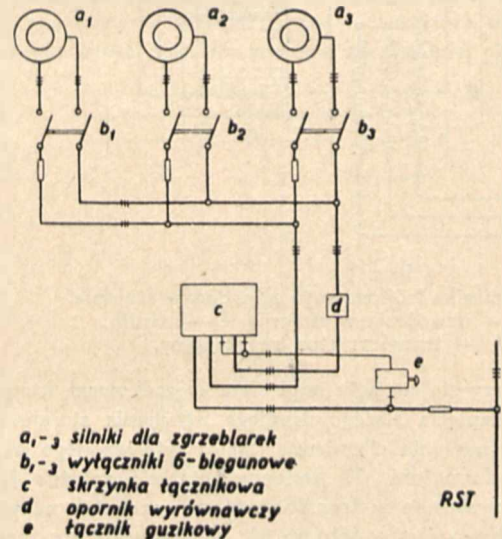 a₁ a₂ a₃
b₁ b₂ b₃
c d
e
RST
a₁-₃ silniki dla zgrzeblarek
b₁-₃ wyłączniki 6-biegunowe
c skrzynka łącznikowa
d opornik wyrównawczy
e łącznik guzikowy